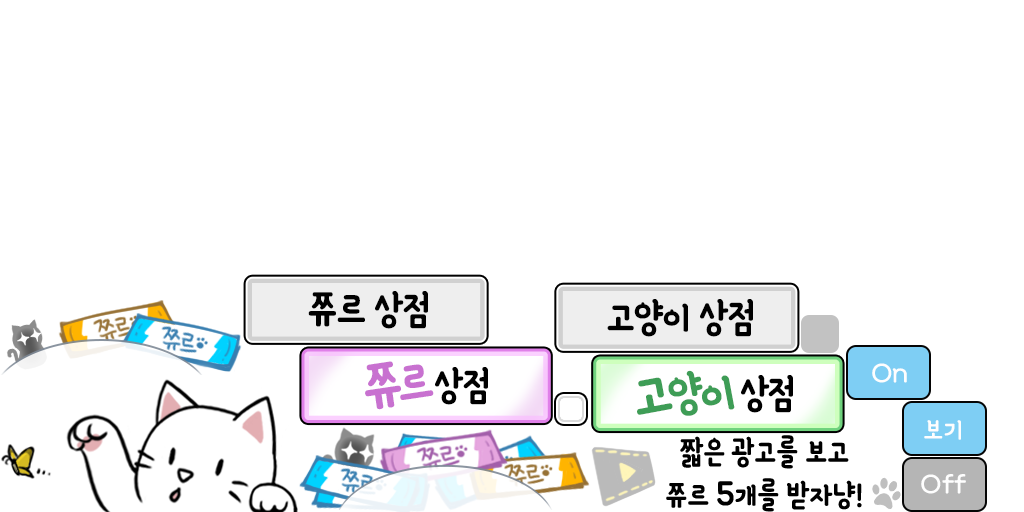 쮸르 상점
고양이 상점
쮸르
쮸르
쮸르 상점
고양이 상점
On
보기
쮸르
쮸르
쮸르
짧은 광고를 보고
쮸르 5개를 받자냥!
Off